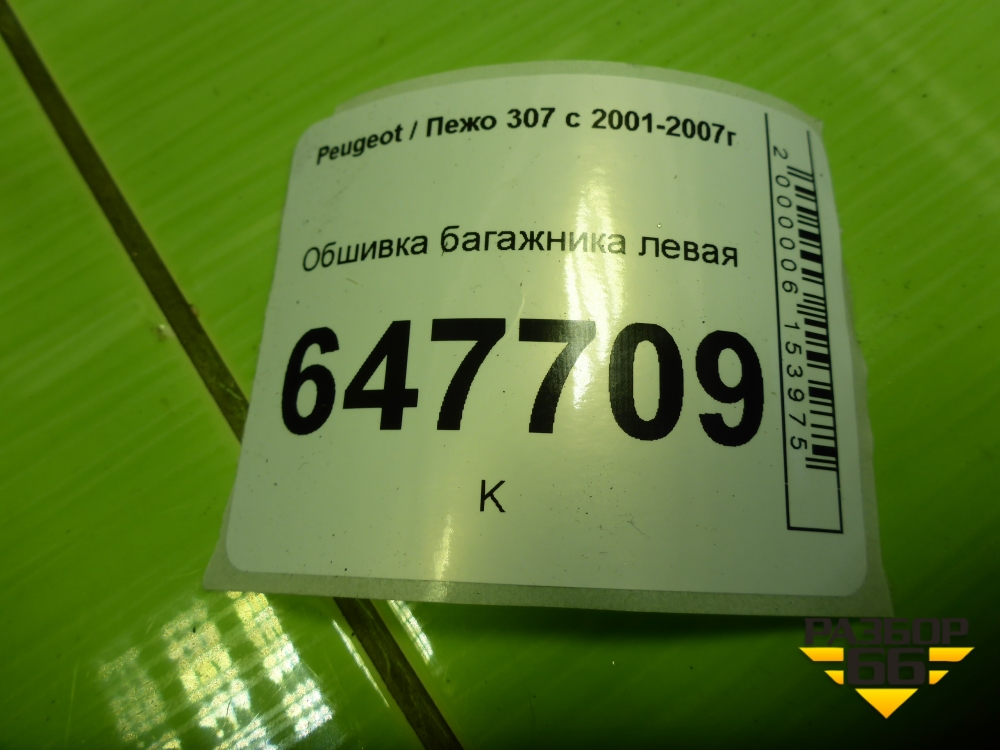 Peugeot / Пежо 307 с 2001-2007г
Обшивка багажника левая
647709
К
2000006153975
РАЗБОР
66